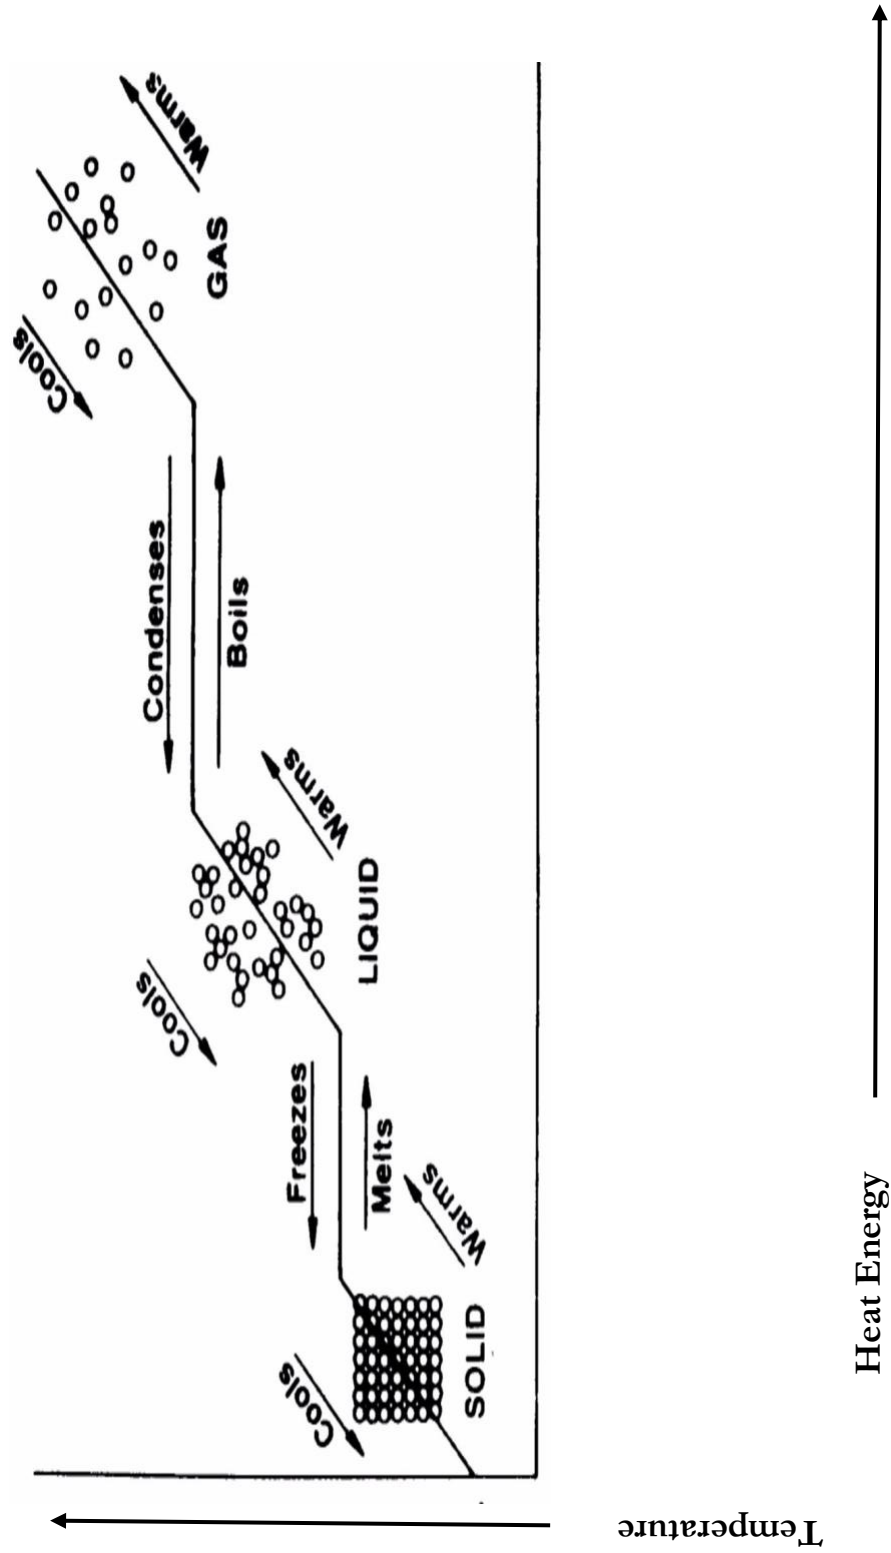 Temperature
Cools
SOLID
Warms
Freezes
Melts
Cools
LIQUID
Warms
Condenses
Boils
Cools
GAS
Warms
Heat Energy